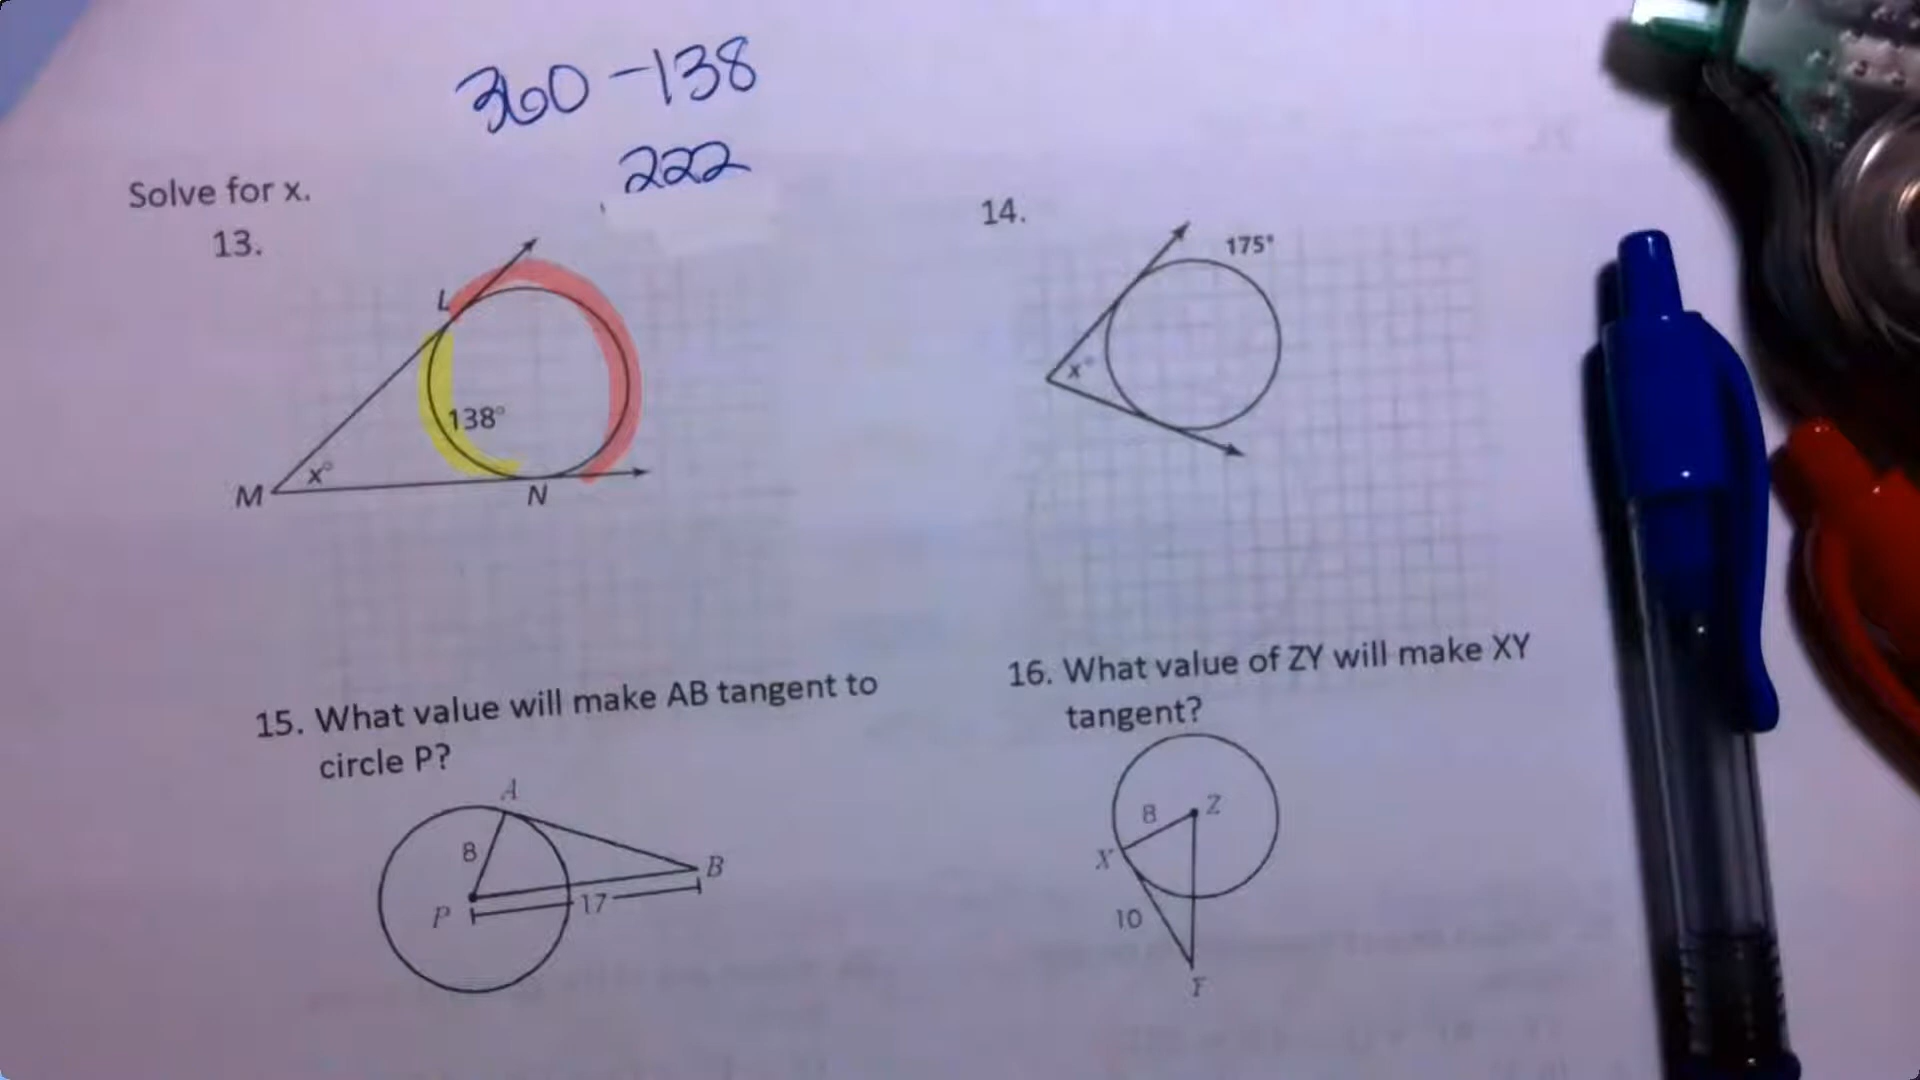 360 - 138
222
Solve for x.
13.
L
138°
x°
M
N
14.
175°
x°
15. What value will make AB tangent to
circle P?
A
8
B
P
17
16. What value of ZY will make XY
tangent?
8
Z
X
10
Y